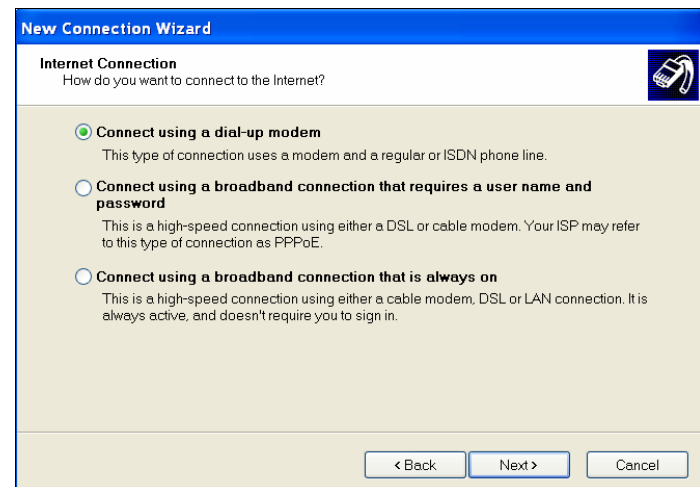 New Connection Wizard
Internet Connection
How do you want to connect to the Internet?
Connect using a dial-up modem
This type of connection uses a modem and a regular or ISDN phone line.
Connect using a broadband connection that requires a user name and
password
This is a high-speed connection using either a DSL or cable modem. Your ISP may refer
to this type of connection as PPPoE.
Connect using a broadband connection that is always on
This is a high-speed connection using either a cable modem, DSL or LAN connection. It is
always active, and doesn't require you to sign in.
< Back
Next >
Cancel